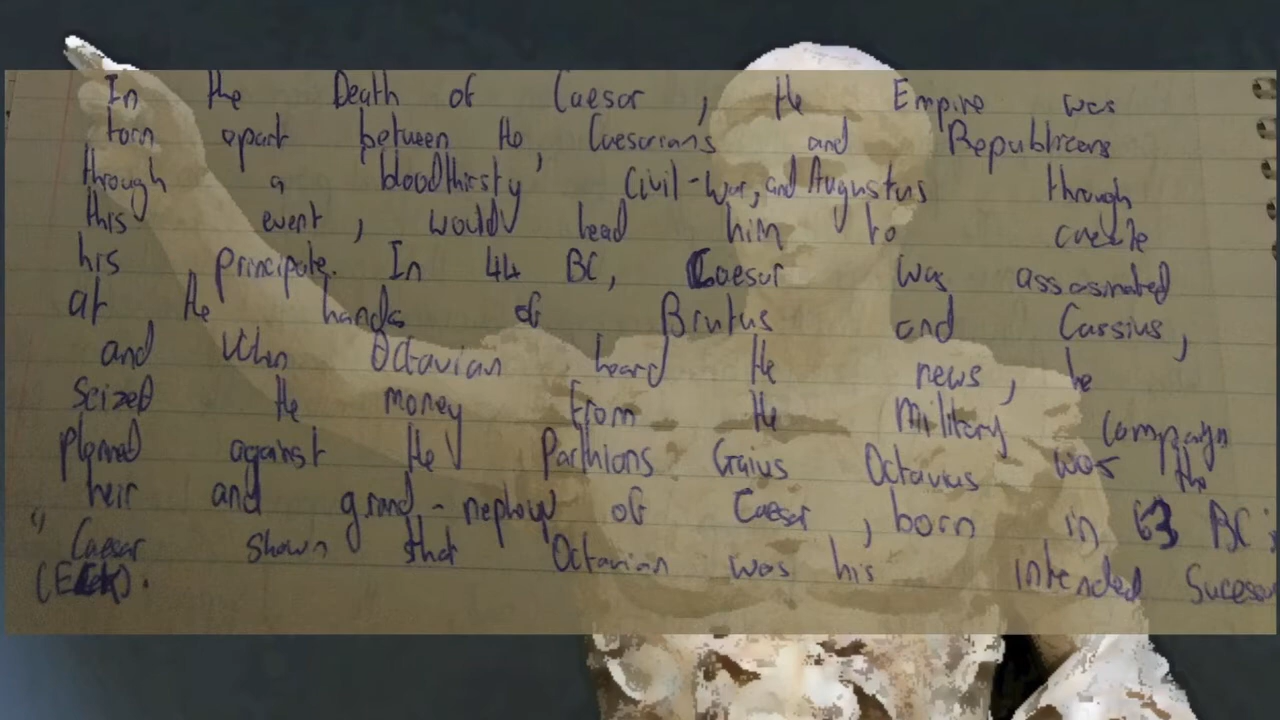 In the Death of Caesar, the Empire was
torn apart between the, Caesarians and Republicans
through a bloodthirsty Civil-War, and Augustus through
this event, would lead him to create
his principate. In 44 BC, Caesar was assasinated
at the hands of Brutus and Cassius,
and When Octavian heard the news, he
Seized the money from the Military Campaign
planned against the Parthions Gaius Octavius was the
heir and grand-nephew of Caesar, born in 63 BC
"Caesar shown that Octavian was his intended